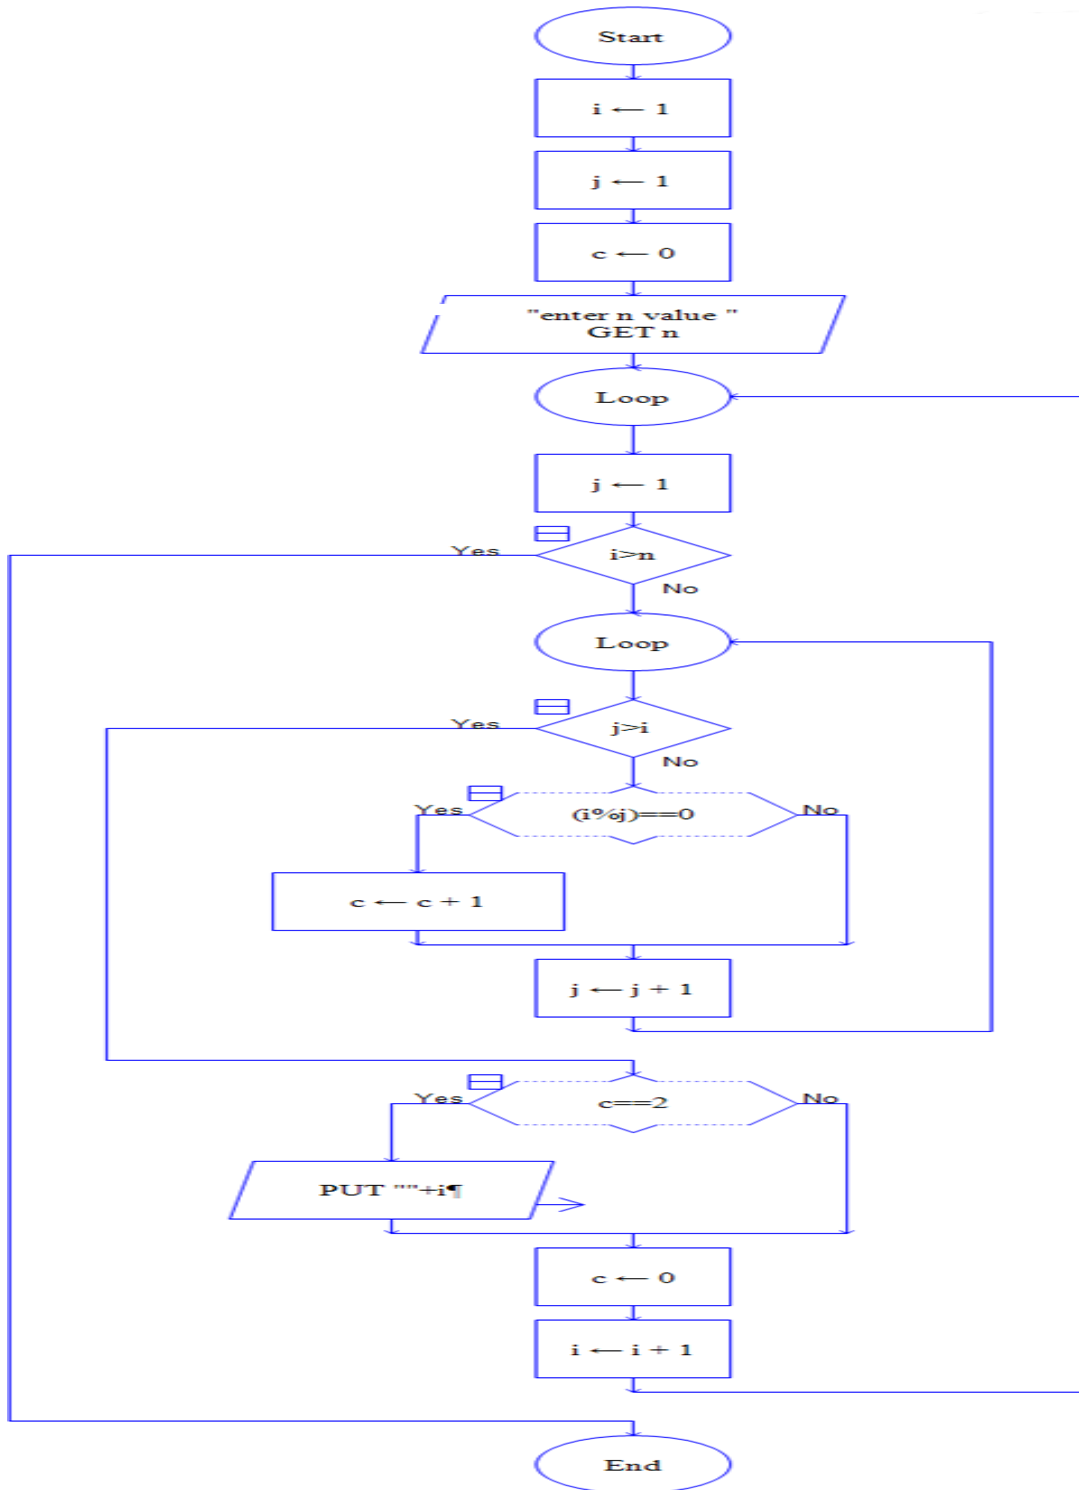 Start
i ← 1
j ← 1
c ← 0
"enter n value "
GET n
Loop
j ← 1
Yes
i>n
No
Loop
Yes
j>i
No
Yes
(i%j)==0
No
c ← c + 1
j ← j + 1
Yes
c==2
No
PUT ""+i¶
c ← 0
i ← i + 1
End